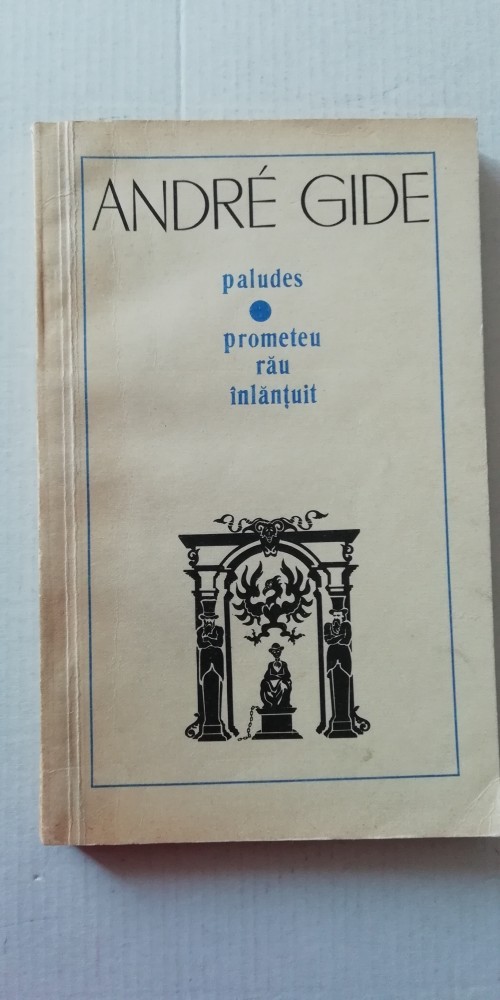 ANDRÉ GIDE
paludes
prometeu
rău
înlănțuit